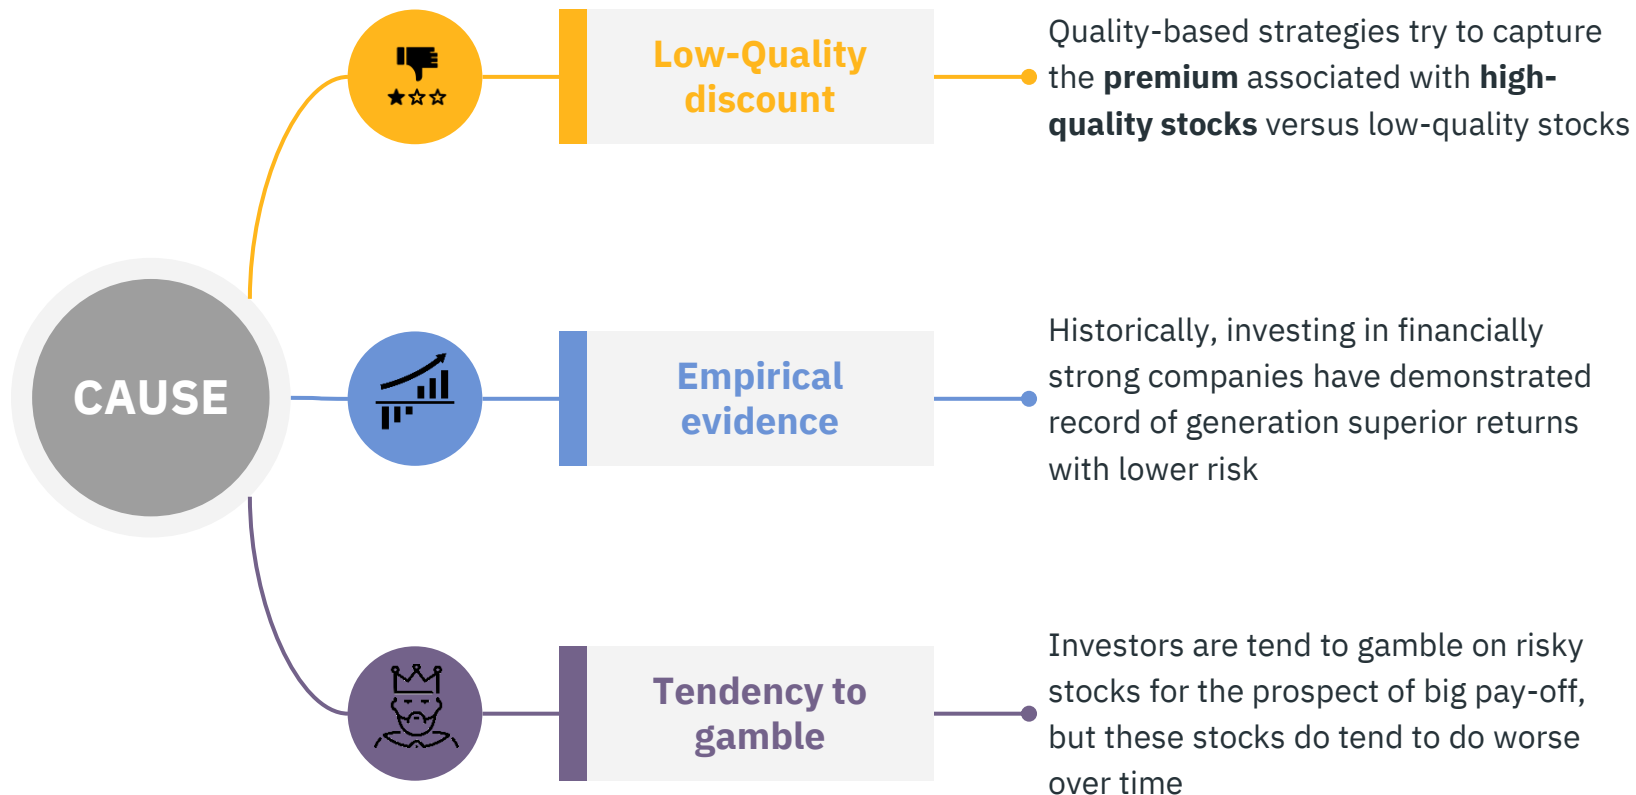 Low-Quality
discount
Quality-based strategies try to capture
the premium associated with high-
quality stocks versus low-quality stocks
CAUSE
Empirical
evidence
Historically, investing in financially
strong companies have demonstrated
record of generation superior returns
with lower risk
Tendency to
gamble
Investors are tend to gamble on risky
stocks for the prospect of big pay-off,
but these stocks do tend to do worse
over time